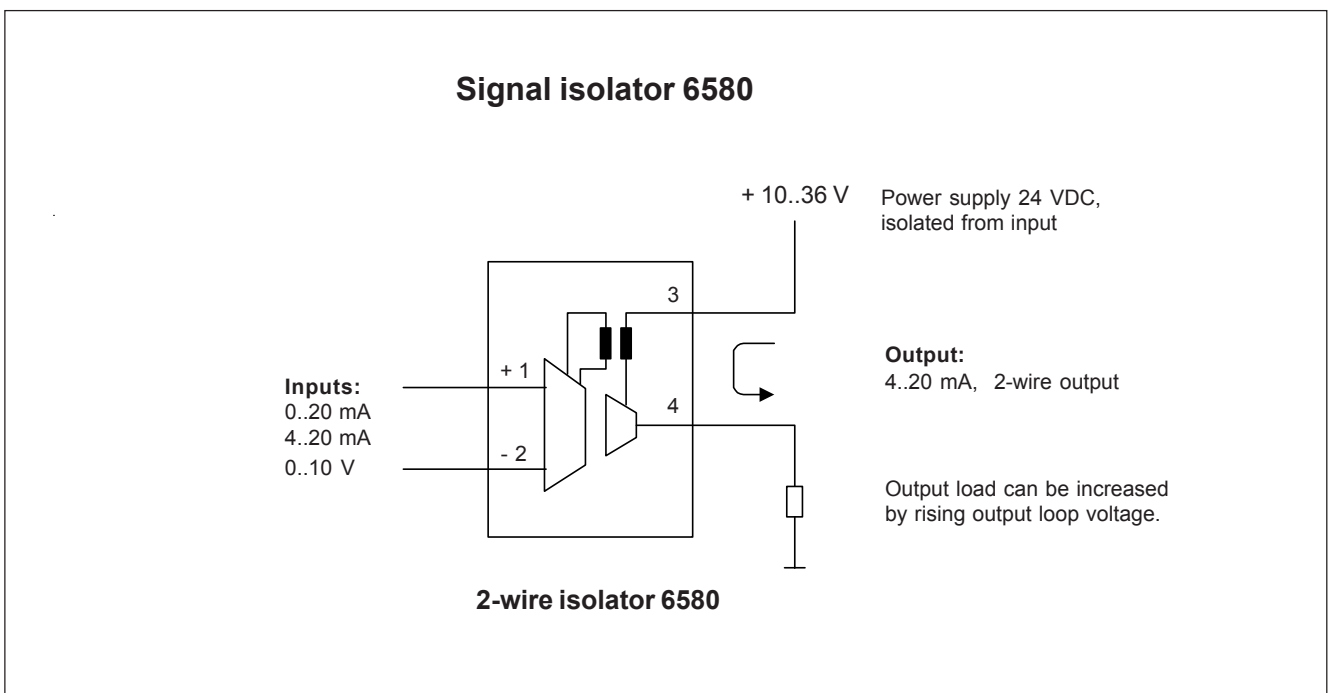 Signal isolator 6580
+ 10..36 V
Power supply 24 VDC,
isolated from input
3
+ 1
Inputs:
0..20 mA
4..20 mA
0..10 V
- 2
4
Output:
4..20 mA, 2-wire output
Output load can be increased
by rising output loop voltage.
2-wire isolator 6580